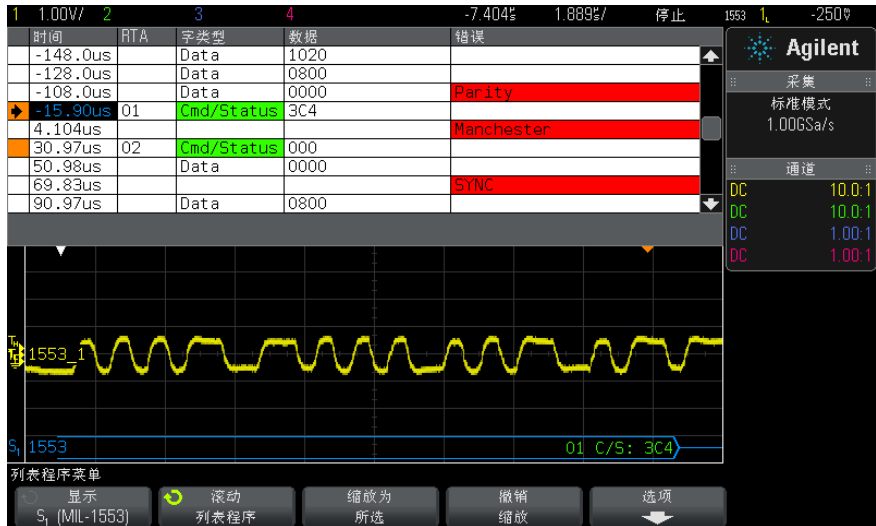 1 1.00V/ 2 3 4 -7.404␵ 1.889␵/ 停止 1553 1 -250
时间 RTA 字类型 数据 错误
-148.0us Data 1020
-128.0us Data 0800
-108.0us Data 0000 Parity
-15.90us 01 Cmd/Status 3C4
4.104us Manchester
30.97us 02 Cmd/Status 000
50.98us Data 0000
69.83us SYNC
90.97us Data 0800
Agilent
采集
标准模式
1.00GSa/s
通道
DC 10.0:1
DC 10.0:1
DC 1.00:1
DC 1.00:1
1553_1
S1 1553 01 C/S: 3C4
列表程序菜单
显示 滚动 缩放为 撤销 选项
S1 (MIL-1553) 列表程序 所选 缩放